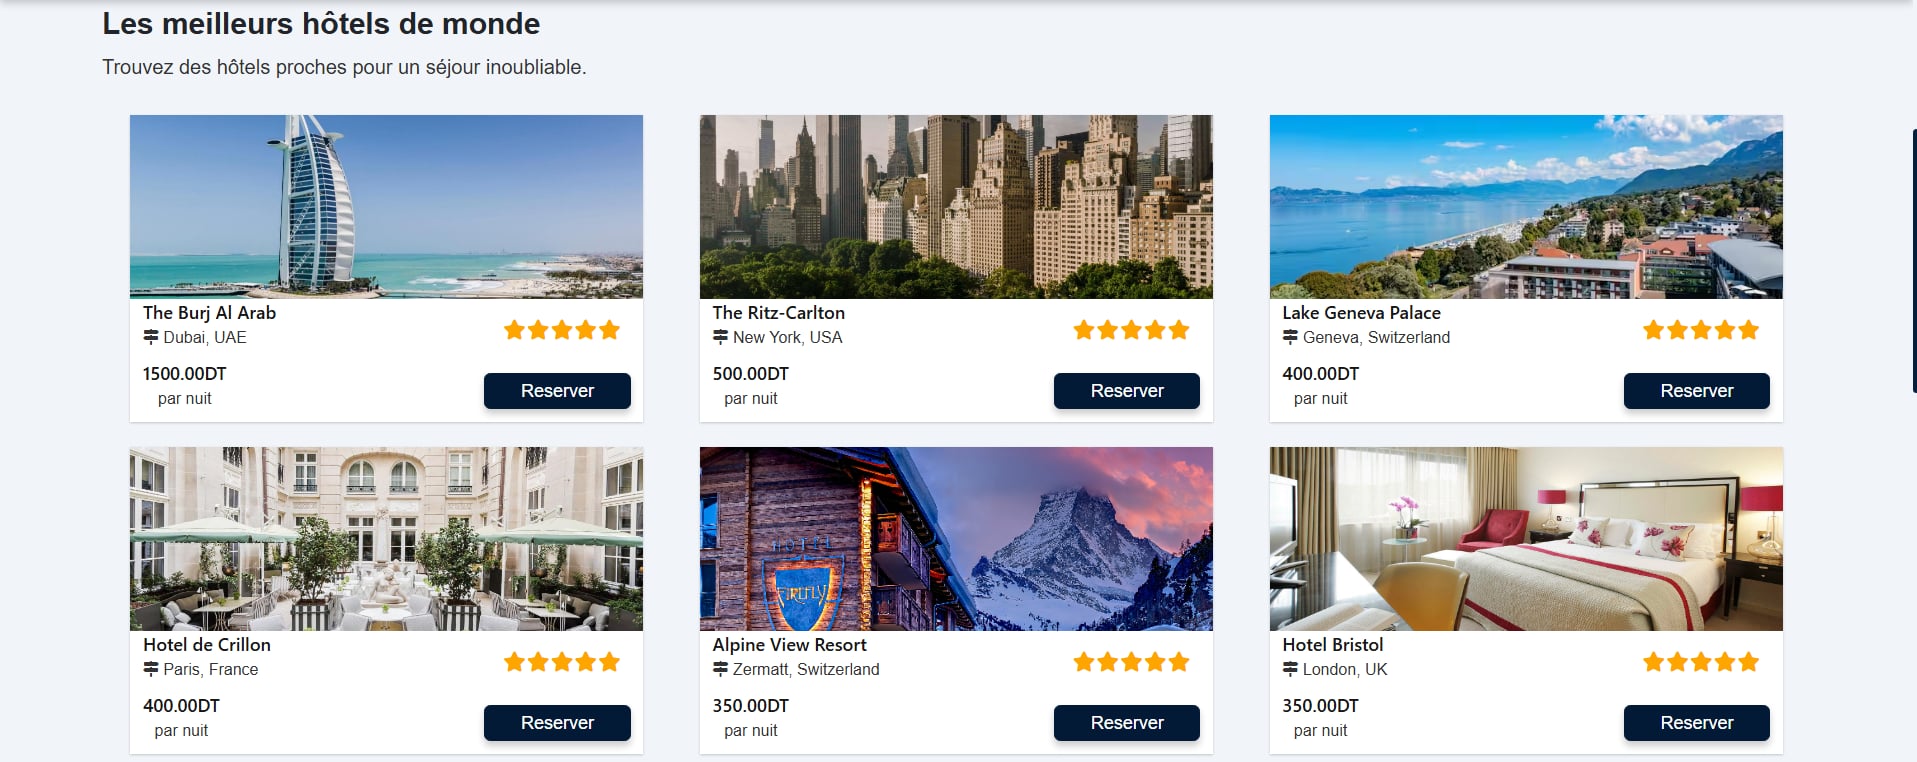 Les meilleurs hôtels de monde
Trouvez des hôtels proches pour un séjour inoubliable.
The Burj Al Arab
Dubai, UAE
1500.00DT
par nuit
Reserver
The Ritz-Carlton
New York, USA
500.00DT
par nuit
Reserver
Lake Geneva Palace
Geneva, Switzerland
400.00DT
par nuit
Reserver
Hotel de Crillon
Paris, France
400.00DT
par nuit
Reserver
HOTEL
FIREFLY
Alpine View Resort
Zermatt, Switzerland
350.00DT
par nuit
Reserver
Hotel Bristol
London, UK
350.00DT
par nuit
Reserver